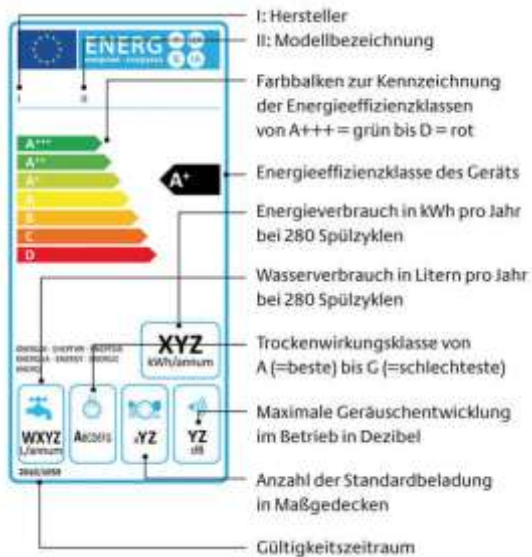 I: Hersteller
II: Modellbezeichnung
ENERG
I
II
Farbbalken zur Kennzeichnung
der Energieeffizienzklassen
von A+++ = grün bis D = rot
A+++
A++
A+
A
B
C
D
A+
Energieeffizienzklasse des Geräts
Energieverbrauch in kWh pro Jahr
bei 280 Spülzyklen
Wasserverbrauch in Litern pro Jahr
bei 280 Spülzyklen
XYZ
kWh/annum
Trockenwirkungsklasse von
A (=beste) bis G (=schlechteste)
WXYZ
L/annum
ABCDEFG
YZ
YZ
dB
Maximale Geräuschentwicklung
im Betrieb in Dezibel
Anzahl der Standardbeladung
in Maßgedecken
Gültigkeitszeitraum